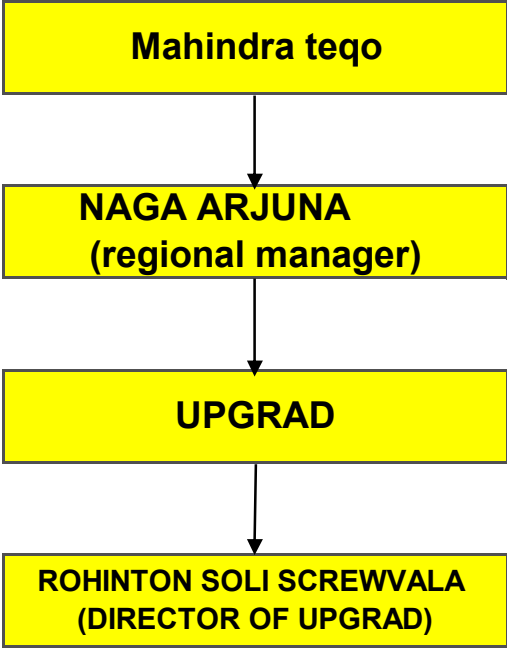 Mahindra teqo
NAGA ARJUNA
(regional manager)
UPGRAD
ROHINTON SOLI SCREWVALA
(DIRECTOR OF UPGRAD)